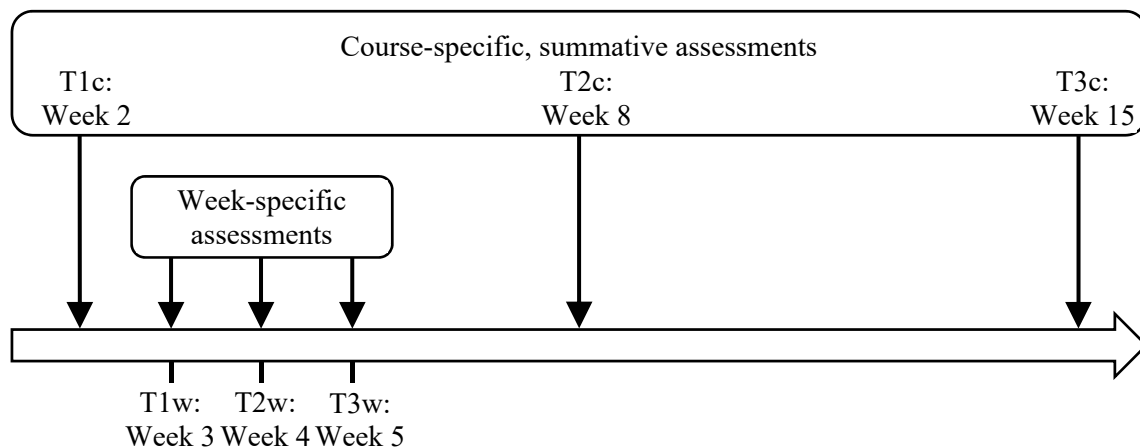 Course-specific, summative assessments
T1c:
Week 2
T2c:
Week 8
T3c:
Week 15
Week-specific
assessments
T1w:
Week 3
T2w:
Week 4
T3w:
Week 5